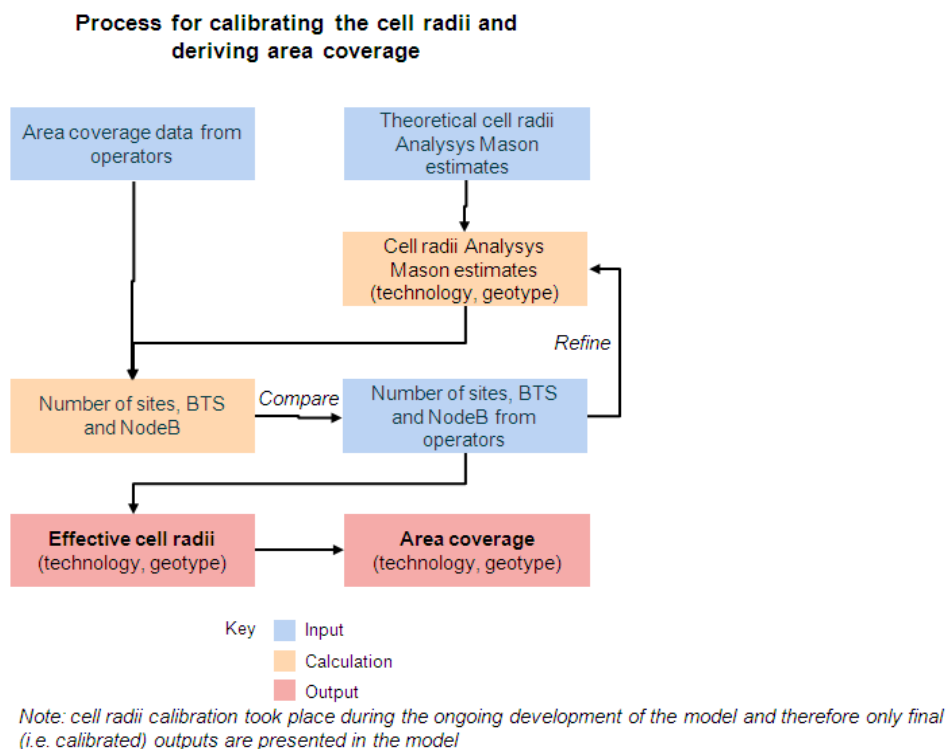 Process for calibrating the cell radii and
deriving area coverage
Area coverage data from
operators
Theoretical cell radii
Analysys Mason
estimates
Cell radii Analysys
Mason estimates
(technology, geotype)
Refine
Number of sites, BTS
and NodeB
Compare
Number of sites, BTS
and NodeB from
operators
Effective cell radii
(technology, geotype)
Area coverage
(technology, geotype)
Key
Input
Calculation
Output
Note: cell radii calibration took place during the ongoing development of the model and therefore only final
(i.e. calibrated) outputs are presented in the model